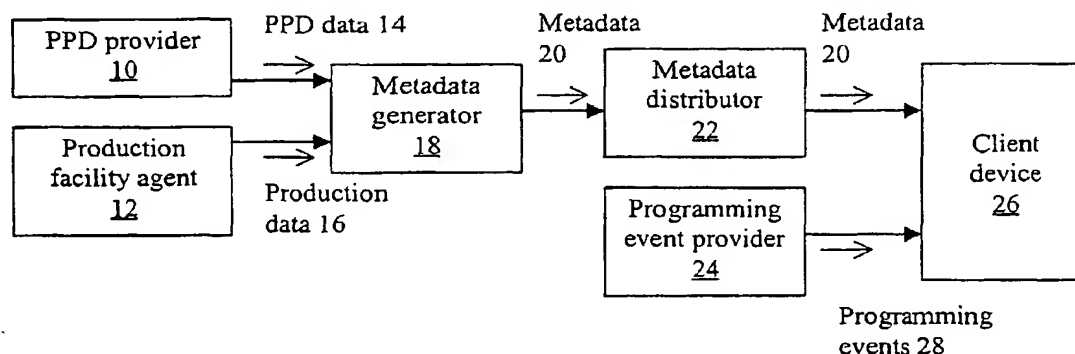 PPD provider
10
PPD data 14
Production
facility agent
12
Production
data 16
Metadata
generator
18
Metadata
20
Metadata
distributor
22
Metadata
20
Programming
event provider
24
Programming
events 28
Client
device
26